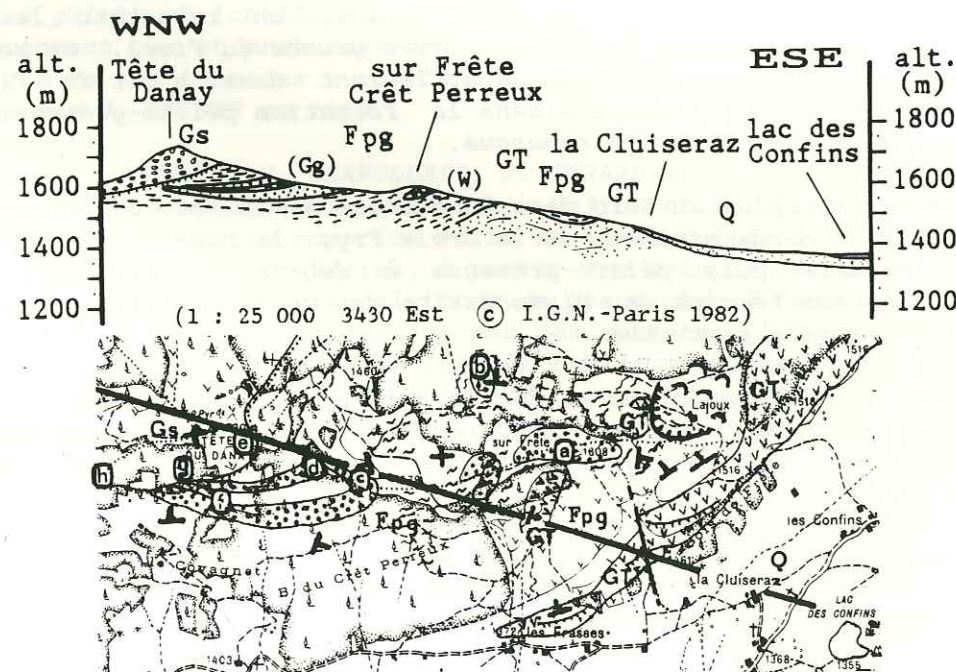 WNW
ESE
alt.
(m)
Tête du
Danay
sur Frête
Crêt Perreux
alt.
(m)
1800
1600
1400
1200
Gs
(Gg)
Fpg
(W)
GT
la Cluiseraz
Fpg
GT
lac des
Confins
Q
1800
1600
1400
1200
(1 : 25 000 3430 Est © I.G.N.-Paris 1982)
b
1516
GT
Lajoux
GT
Gs
TÊTE
DU DANAY
e
sur Frête
a
1608
h
g
d
c
f
1516
Fpg
Fpg
GT
les Confins
Covagnet
B. du Crêt Perreux
GT
la Cluiseraz
Q
LAC
DES CONFINS
les Frasses
1403
1368
1355